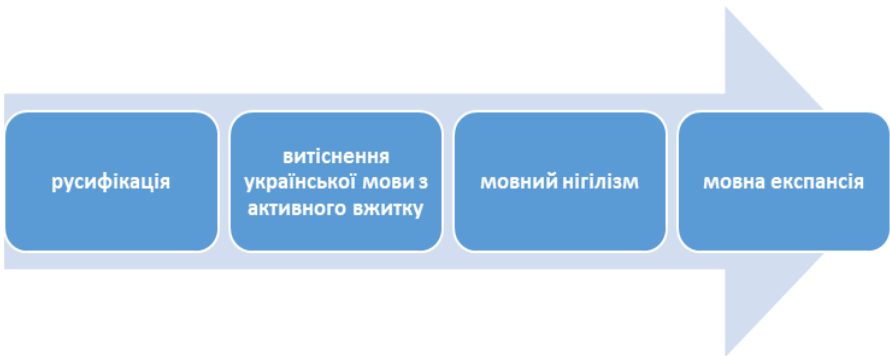 русифікація
витіснення
української мови з
активного вжитку
мовний нігілізм
мовна експансія